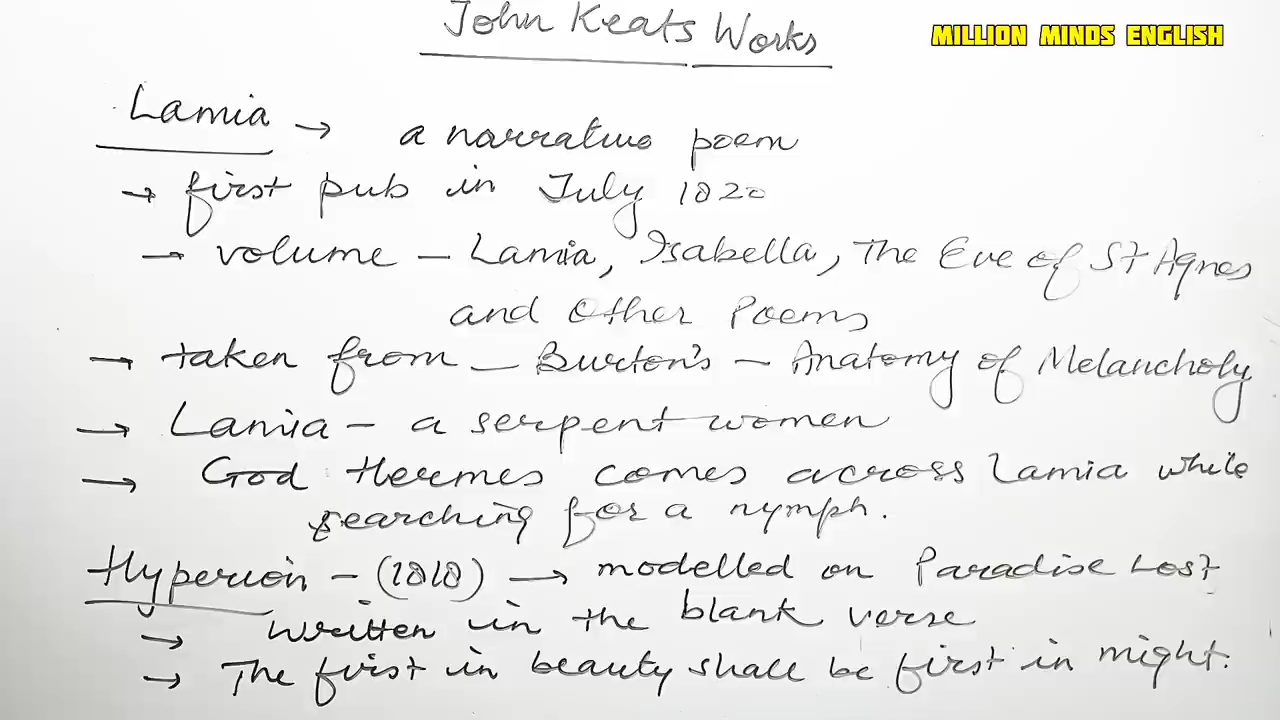 John Keats Works
MILLION MINDS ENGLISH
Lamia → a narrative poem
→ first pub in July 1820
→ volume - Lamia, Isabella, The Eve of St Agnes
and Other Poems
→ taken from - Burton's - Anatomy of Melancholy
→ Lamia - a serpent women
→ God Hermes comes across Lamia while
searching for a nymph.
Hyperion - (1818) → modelled on Paradise Lost
→ Written in the blank verse
→ The first in beauty shall be first in might.